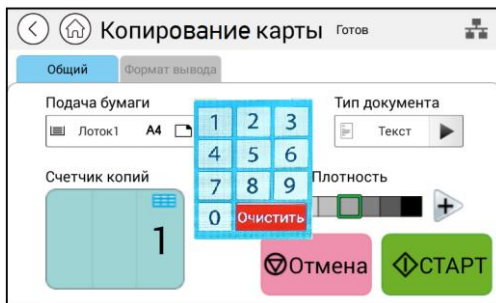 Копирование карты Готов
Общий Формат вывода
Подача бумаги
Тип документа
Лоток1 A4
Текст
1 2 3
4 5 6
7 8 9
0 Очистить
Счетчик копий
Плотность
1
Отмена
СТАРТ